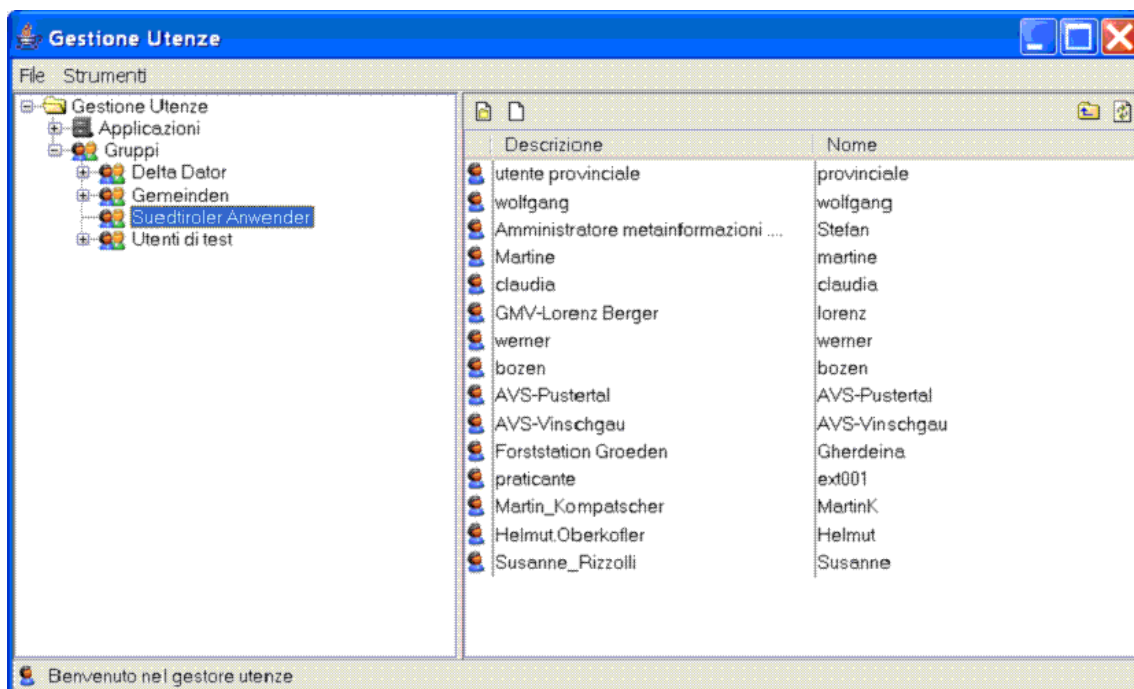 Gestione Utenze
File Strumenti
Gestione Utenze
Applicazioni
Gruppi
Delta Dator
Gemeinden
Suedtiroler Anwender
Utenti di test
Descrizione Nome
utente provinciale provinciale
wolfgang wolfgang
Amministratore metainformazioni .... Stefan
Martine martine
claudia claudia
GMV-Lorenz Berger lorenz
werner werner
bozen bozen
AVS-Pustertal AVS-Pustertal
AVS-Vinschgau AVS-Vinschgau
Forststation Groeden Gherdeina
praticante ext001
Martin_Kompatscher MartinK
Helmut.Oberkofler Helmut
Susanne_Rizzolli Susanne
Benvenuto nel gestore utenze